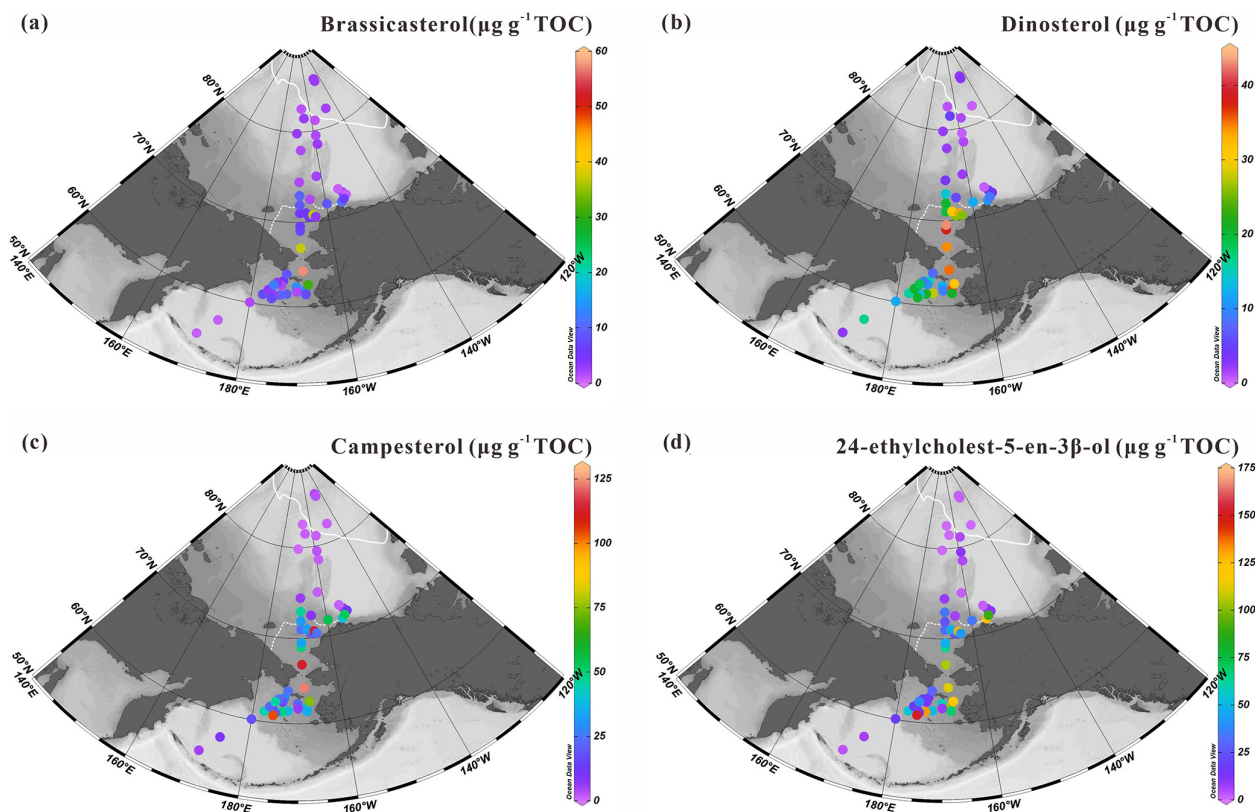 (a) Brassicasterol(µg g⁻¹ TOC)
80°N
70°N
60°N
50°N
140°E
160°E
180°E
160°W
140°W
120°W
60
50
40
30
20
10
0
Ocean Data View
(b) Dinosterol (µg g⁻¹ TOC)
80°N
70°N
60°N
50°N
140°E
160°E
180°E
160°W
140°W
120°W
40
30
20
10
0
Ocean Data View
(c) Campesterol (µg g⁻¹ TOC)
80°N
70°N
60°N
50°N
140°E
160°E
180°E
160°W
140°W
120°W
125
100
75
50
25
0
Ocean Data View
(d) 24-ethylcholest-5-en-3β-ol (µg g⁻¹ TOC)
80°N
70°N
60°N
50°N
140°E
160°E
180°E
160°W
140°W
120°W
175
150
125
100
75
50
25
0
Ocean Data View